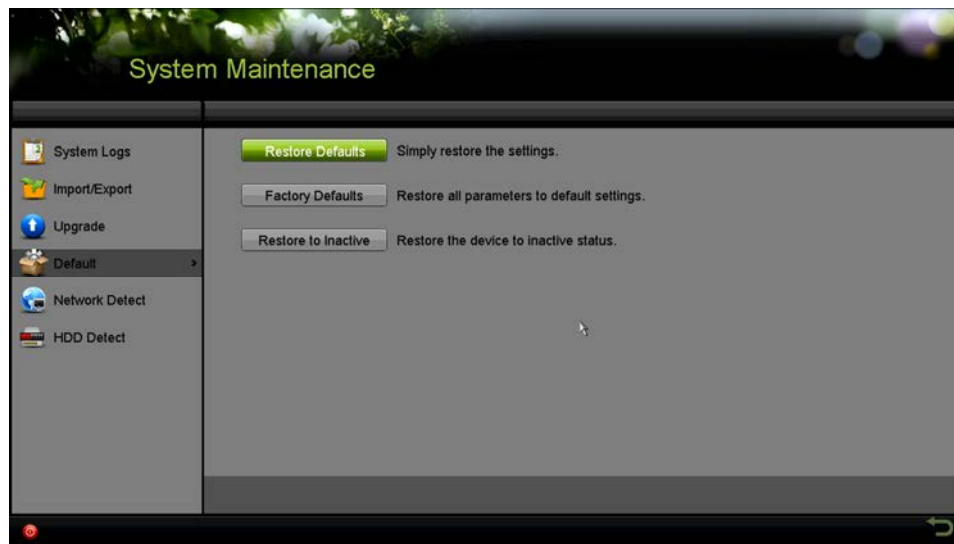 System Maintenance
System Logs
Import/Export
Upgrade
Default
Network Detect
HDD Detect
Restore Defaults Simply restore the settings.
Factory Defaults Restore all parameters to default settings.
Restore to Inactive Restore the device to inactive status.